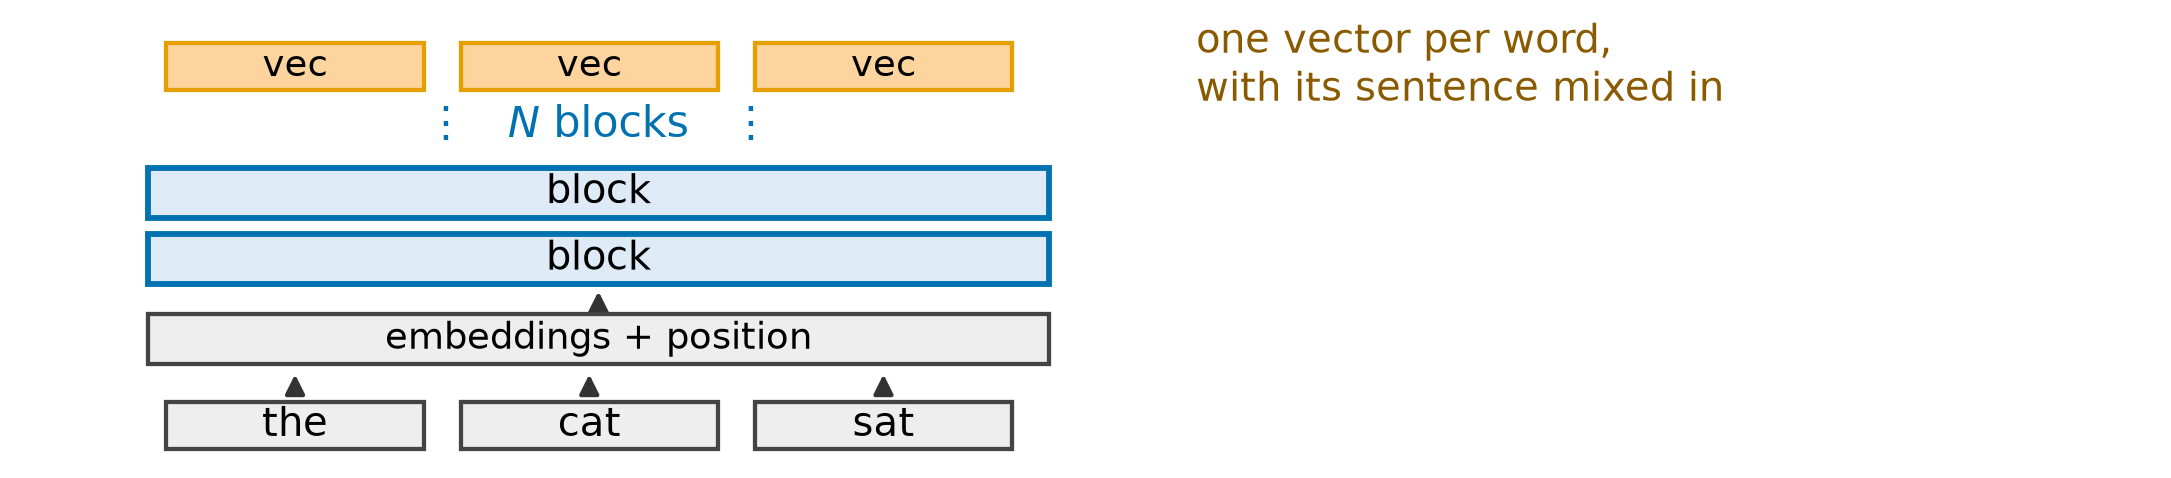 vec vec vec
⋮ N blocks ⋮
block
block
embeddings + position
the cat sat
one vector per word,
with its sentence mixed in